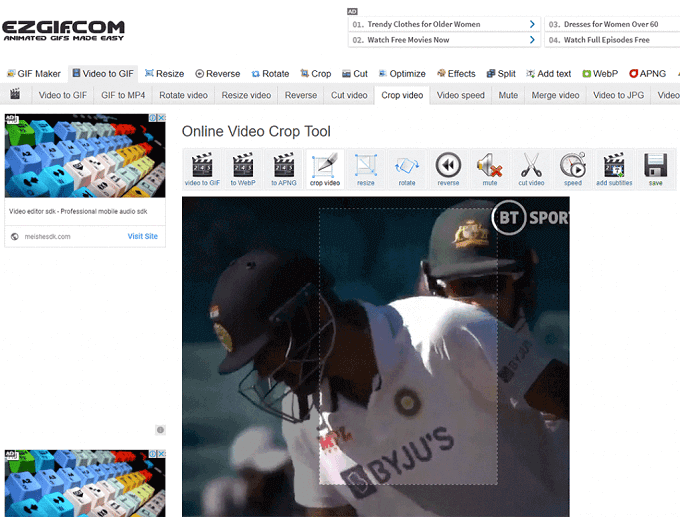 EZGIF.COM
ANIMATED GIFS MADE EASY
AD
01. Trendy Clothes for Older Women
03. Dresses for Women Over 60
02. Watch Free Movies Now
04. Watch Full Episodes Free
GIF Maker Video to GIF Resize Reverse Rotate Crop Cut Optimize Effects Split Add text WebP APNG
Video to GIF GIF to MP4 Rotate video Resize video Reverse Cut video Crop video Video speed Mute Merge video Video to JPG Video
Online Video Crop Tool
video to GIF to WebP to APNG crop video resize rotate reverse mute cut video speed add subtitles save
Video editor sdk - Professional mobile audio sdk
meishesdk.com Visit Site
BT SPORT
BYJU'S
MPL
BYJU'S